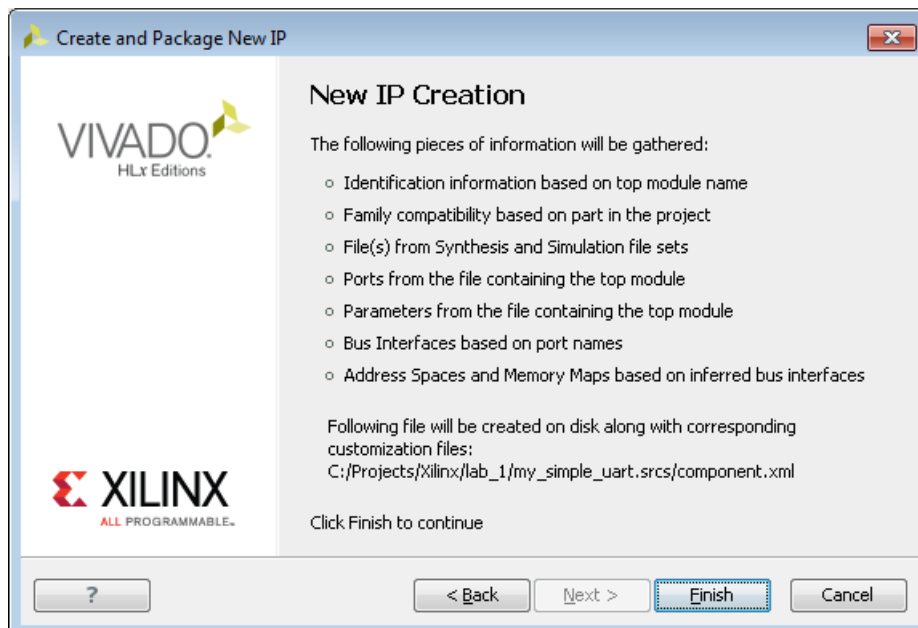 Create and Package New IP
VIVADO.
HLx Editions
New IP Creation
The following pieces of information will be gathered:
Identification information based on top module name
Family compatibility based on part in the project
File(s) from Synthesis and Simulation file sets
Ports from the file containing the top module
Parameters from the file containing the top module
Bus Interfaces based on port names
Address Spaces and Memory Maps based on inferred bus interfaces
Following file will be created on disk along with corresponding
customization files:
C:/Projects/Xilinx/lab_1/my_simple_uart.srcs/component.xml
XILINX
ALL PROGRAMMABLE™
Click Finish to continue
?
< Back
Next >
Finish
Cancel